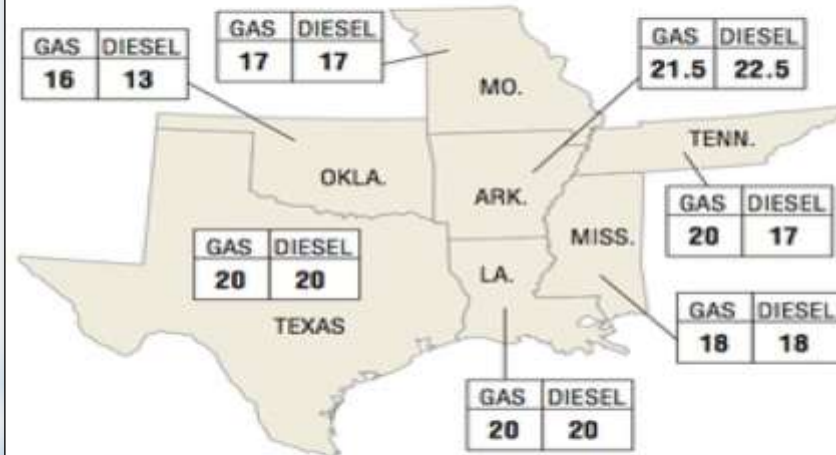 GAS DIESEL
16 13
GAS DIESEL
17 17
GAS DIESEL
21.5 22.5
MO.
TENN.
OKLA.
ARK.
GAS DIESEL
20 17
MISS.
GAS DIESEL
20 20
LA.
TEXAS
GAS DIESEL
18 18
GAS DIESEL
20 20